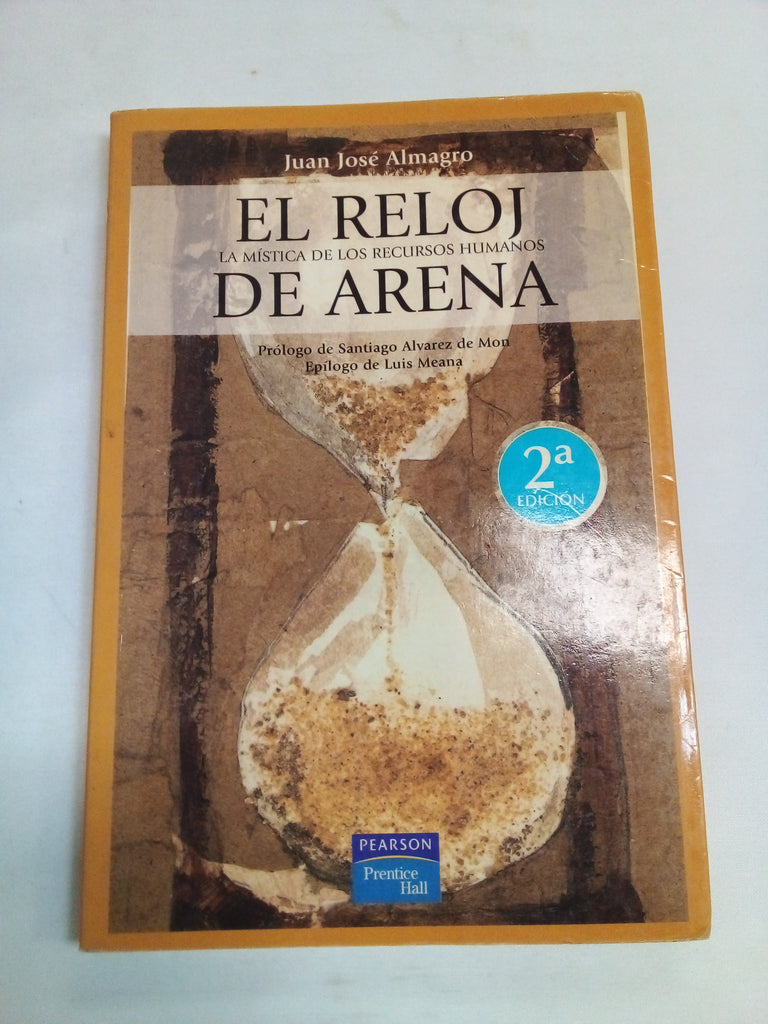 Juan José Almagro
EL RELOJ
LA MÍSTICA DE LOS RECURSOS HUMANOS
DE ARENA
Prólogo de Santiago Alvarez de Mon
Epílogo de Luis Meana
2ª
EDICIÓN
PEARSON
Prentice
Hall